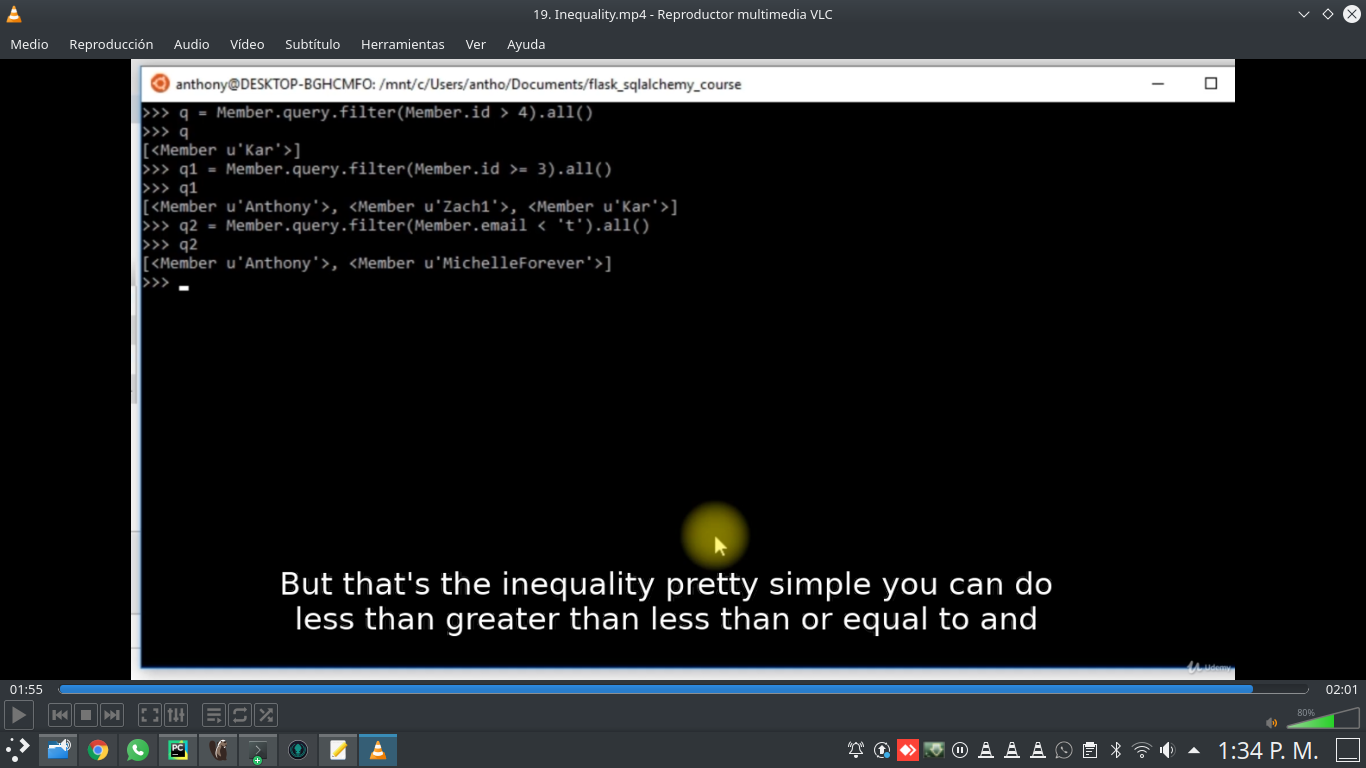 19. Inequality.mp4 - Reproductor multimedia VLC
Medio Reproducción Audio Vídeo Subtítulo Herramientas Ver Ayuda
anthony@DESKTOP-BGHCMFO: /mnt/c/Users/antho/Documents/flask_sqlalchemy_course
>>> q = Member.query.filter(Member.id > 4).all()
>>> q
[<Member u'Kar'>]
>>> q1 = Member.query.filter(Member.id >= 3).all()
>>> q1
[<Member u'Anthony'>, <Member u'Zach1'>, <Member u'Kar'>]
>>> q2 = Member.query.filter(Member.email < 't').all()
>>> q2
[<Member u'Anthony'>, <Member u'MichelleForever'>]
>>>
But that's the inequality pretty simple you can do
less than greater than less than or equal to and
Udemy
01:55 02:01
80%
PC
1:34 P. M.